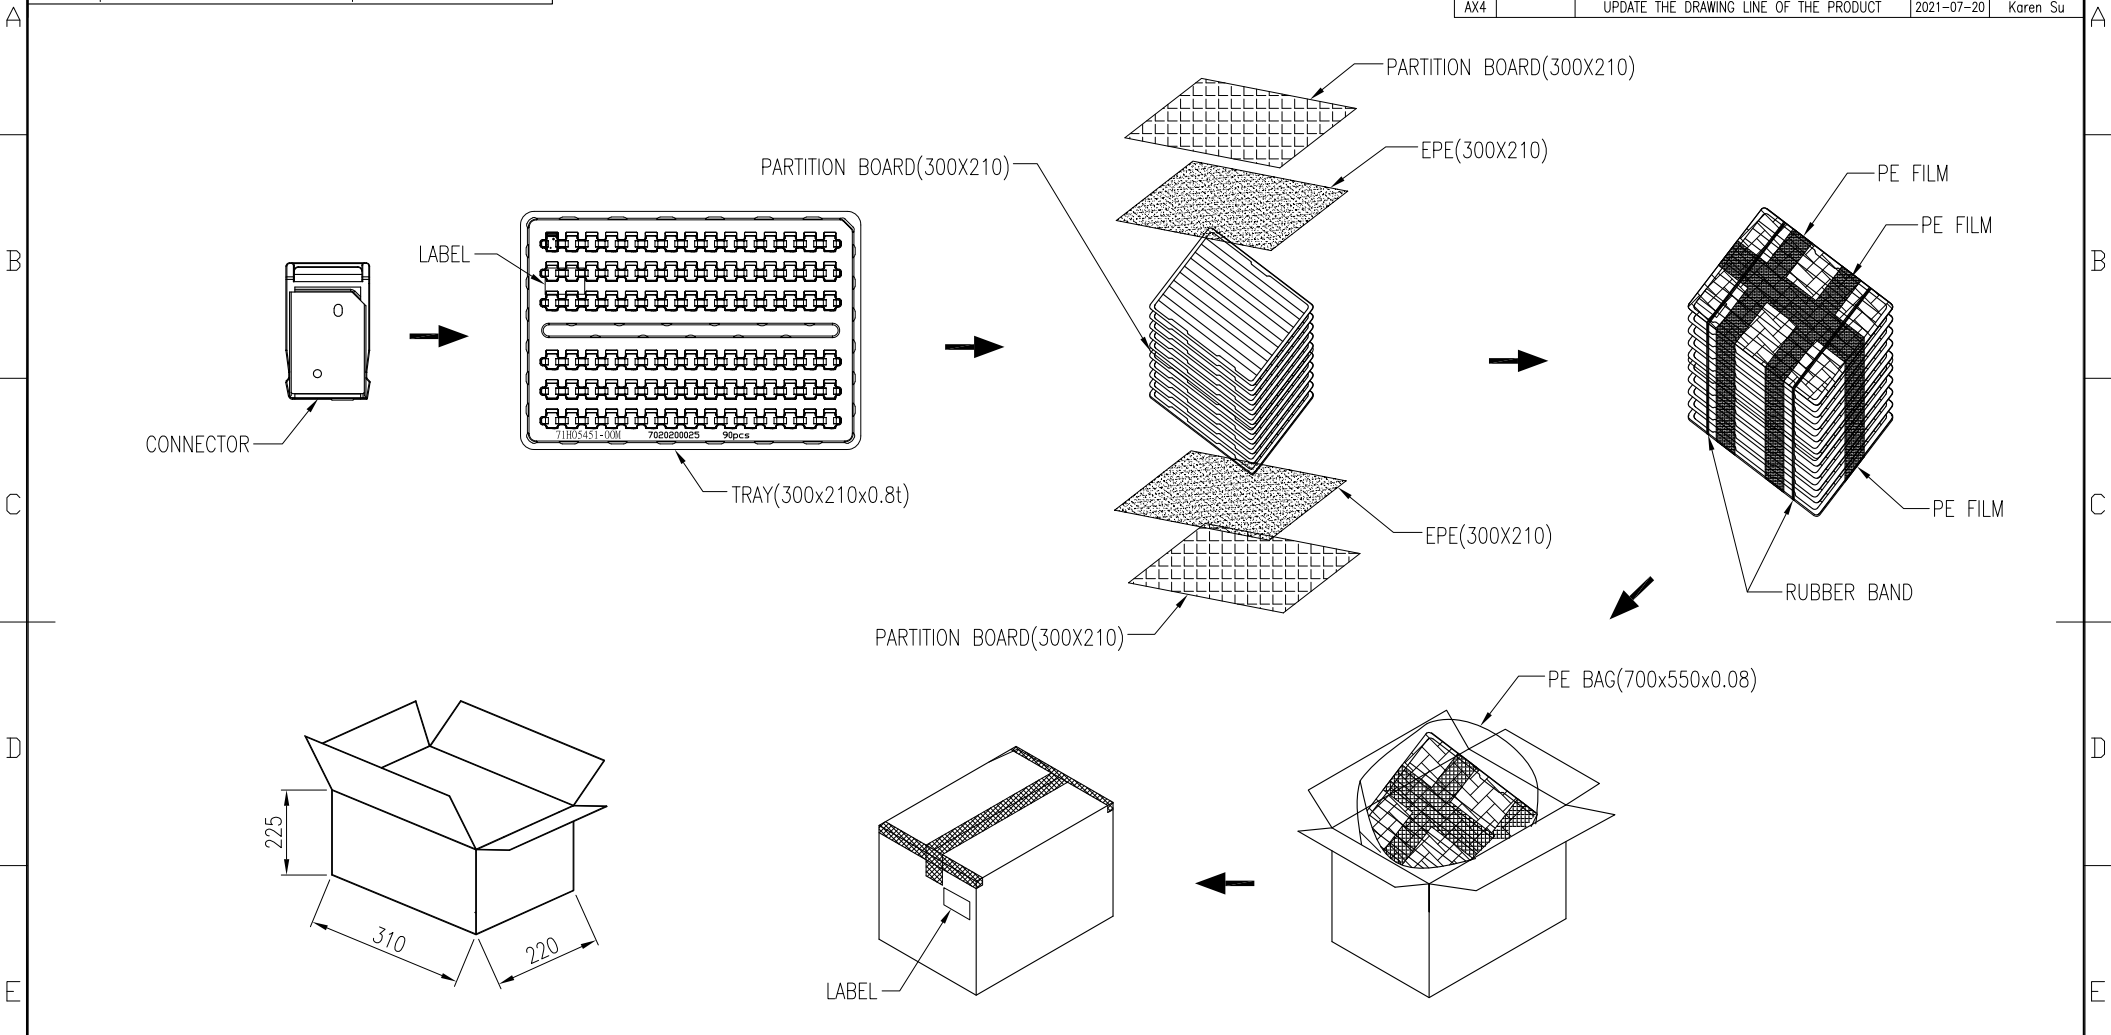 AX4 UPDATE THE DRAWING LINE OF THE PRODUCT 2021-07-20 Karen Su
A
A
PARTITION BOARD(300X210)
EPE(300X210)
PARTITION BOARD(300X210)
PE FILM
PE FILM
B
LABEL
B
CONNECTOR
71H05451-00M 7020200025 90pcs
TRAY(300x210x0.8t)
C
C
PE FILM
EPE(300X210)
RUBBER BAND
PARTITION BOARD(300X210)
PE BAG(700x550x0.08)
D
D
225
310
220
LABEL
E
E